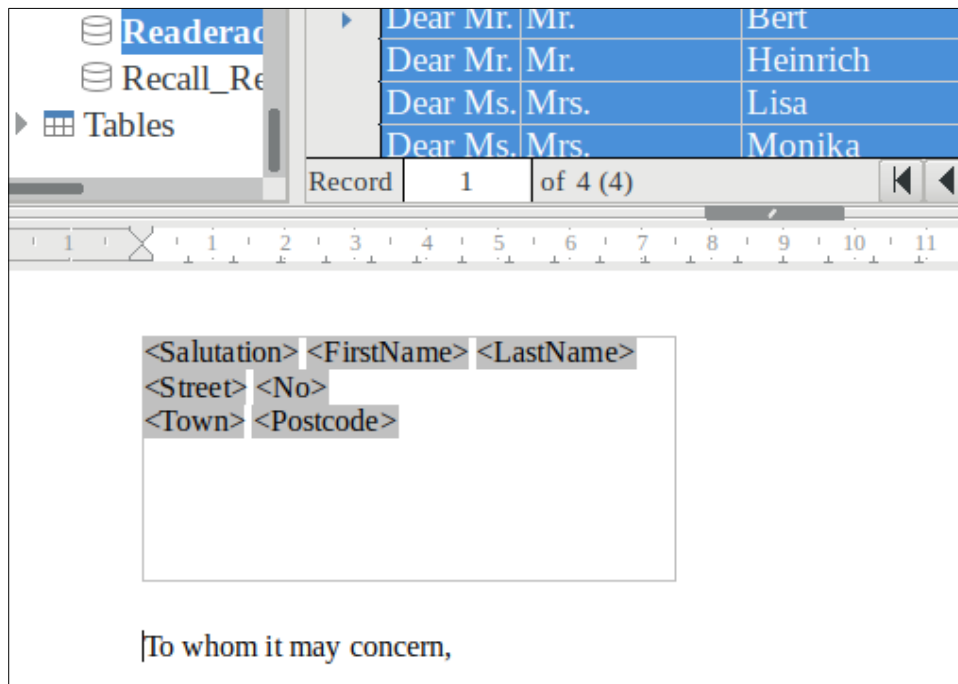 Readerad
Recall_Re
Tables
Dear Mr. Mr. Bert
Dear Mr. Mr. Heinrich
Dear Ms. Mrs. Lisa
Dear Ms. Mrs. Monika
Record 1 of 4 (4)
1 1 2 3 4 5 6 7 8 9 10 11
<Salutation> <FirstName> <LastName>
<Street> <No>
<Town> <Postcode>
To whom it may concern,